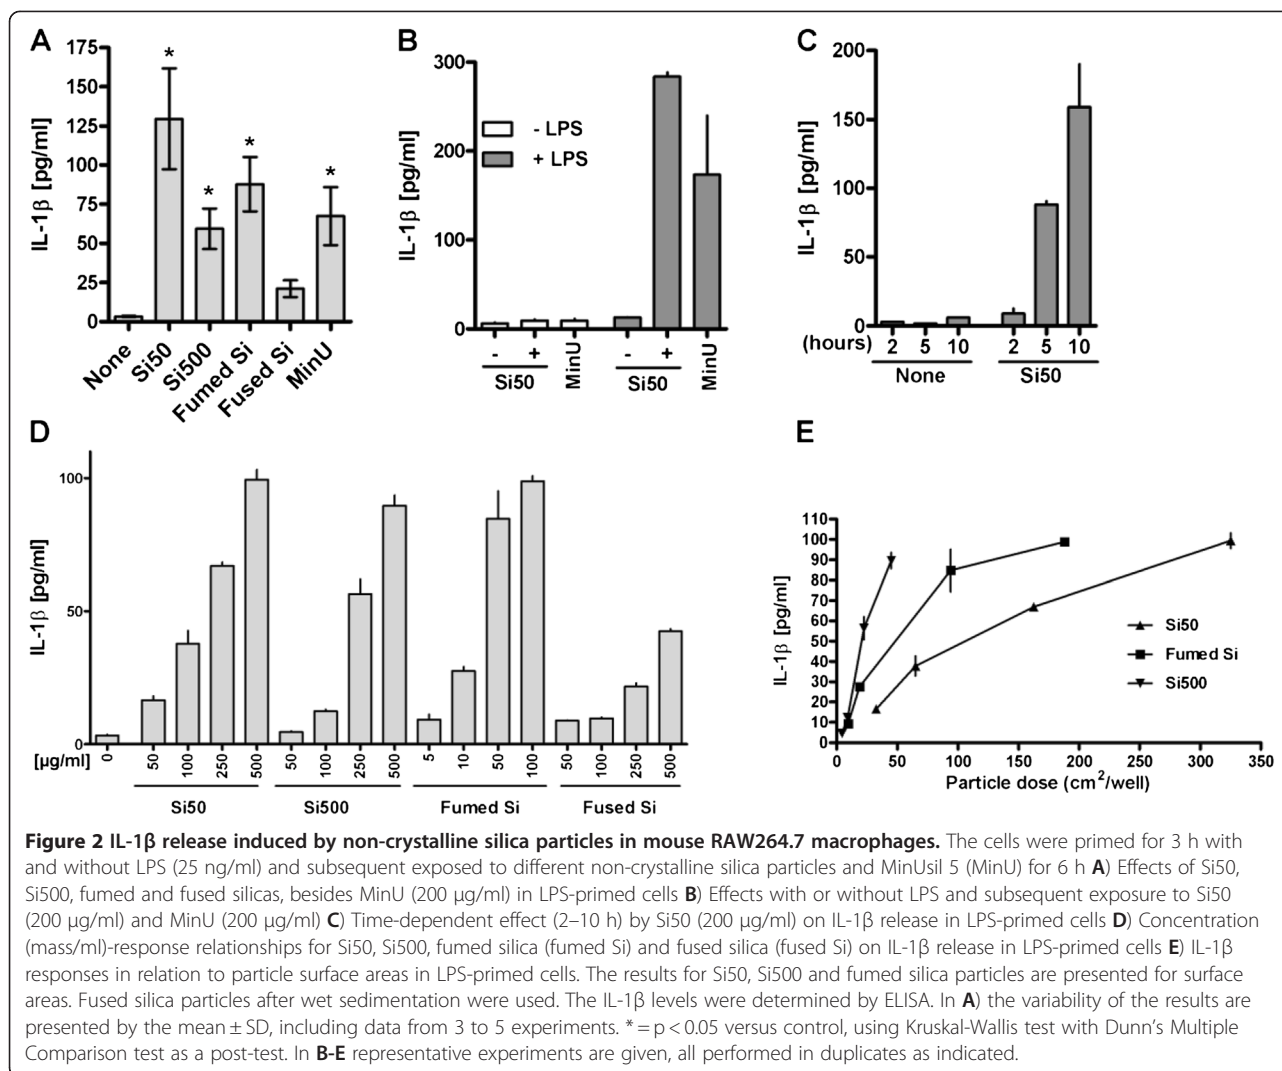 A
IL-1β [pg/ml]
175
150
125
100
75
50
25
0
*
*
*
*
None
Si50
Si500
Fumed Si
Fused Si
MinU
B
IL-1β [pg/ml]
300
200
100
0
- LPS
+ LPS
- + MinU - + MinU
Si50 Si50
C
IL-1β [pg/ml]
200
150
100
50
0
(hours) 2 5 10 2 5 10
None Si50
D
IL-1β [pg/ml]
100
50
0
[µg/ml] 0 50 100 250 500 50 100 250 500 5 10 50 100 50 100 250 500
Si50 Si500 Fumed Si Fused Si
E
IL-1β [pg/ml]
110
100
90
80
70
60
50
40
30
20
10
0
Si50
Fumed Si
Si500
0 50 100 150 200 250 300 350
Particle dose (cm²/well)
Figure 2 IL-1β release induced by non-crystalline silica particles in mouse RAW264.7 macrophages. The cells were primed for 3 h with
and without LPS (25 ng/ml) and subsequent exposed to different non-crystalline silica particles and MinUsil 5 (MinU) for 6 h A) Effects of Si50,
Si500, fumed and fused silicas, besides MinU (200 µg/ml) in LPS-primed cells B) Effects with or without LPS and subsequent exposure to Si50
(200 µg/ml) and MinU (200 µg/ml) C) Time-dependent effect (2–10 h) by Si50 (200 µg/ml) on IL-1β release in LPS-primed cells D) Concentration
(mass/ml)-response relationships for Si50, Si500, fumed silica (fumed Si) and fused silica (fused Si) on IL-1β release in LPS-primed cells E) IL-1β
responses in relation to particle surface areas in LPS-primed cells. The results for Si50, Si500 and fumed silica particles are presented for surface
areas. Fused silica particles after wet sedimentation were used. The IL-1β levels were determined by ELISA. In A) the variability of the results are
presented by the mean ± SD, including data from 3 to 5 experiments. * = p < 0.05 versus control, using Kruskal-Wallis test with Dunn's Multiple
Comparison test as a post-test. In B-E representative experiments are given, all performed in duplicates as indicated.